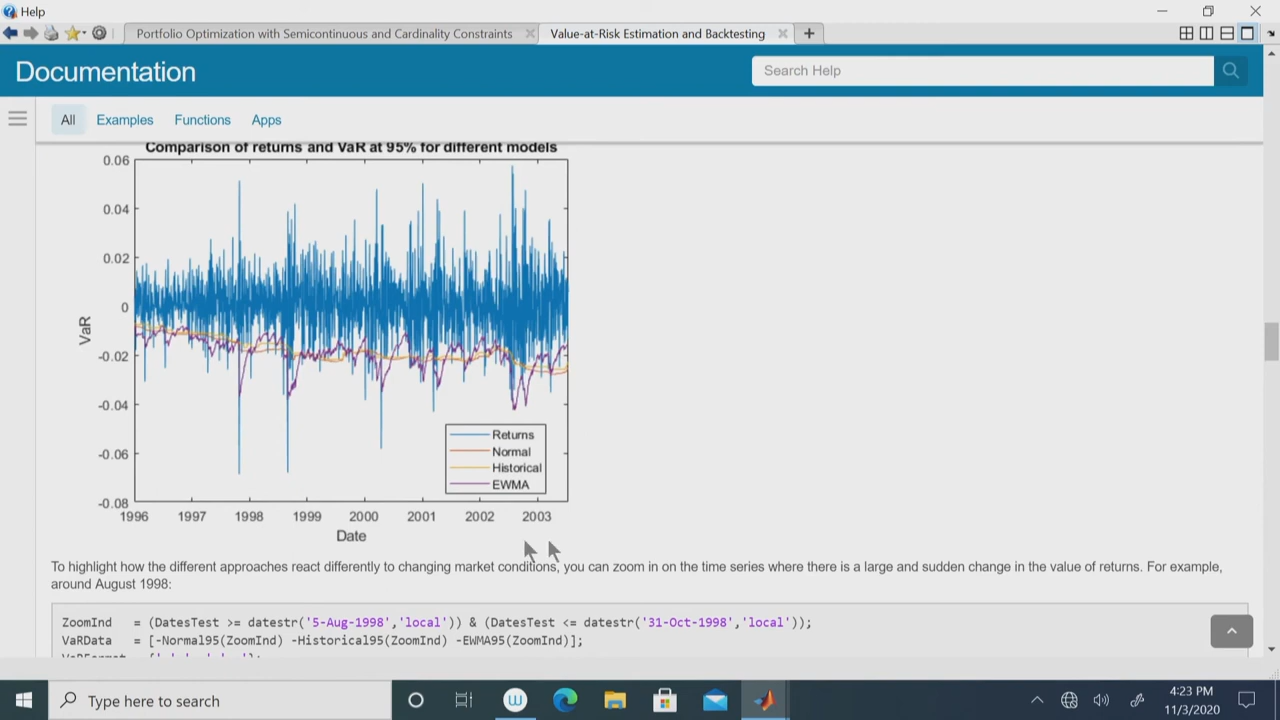 Help
Portfolio Optimization with Semicontinuous and Cardinality Constraints
Value-at-Risk Estimation and Backtesting
Documentation
Search Help
All
Examples
Functions
Apps
Comparison of returns and VaR at 95% for different models
0.06
0.04
0.02
0
-0.02
-0.04
-0.06
-0.08
VaR
Returns
Normal
Historical
EWMA
1996 1997 1998 1999 2000 2001 2002 2003
Date
To highlight how the different approaches react differently to changing market conditions, you can zoom in on the time series where there is a large and sudden change in the value of returns. For example,
around August 1998:
ZoomInd = (DatesTest >= datestr('5-Aug-1998','local')) & (DatesTest <= datestr('31-Oct-1998','local'));
VaRData = [-Normal95(ZoomInd) -Historical95(ZoomInd) -EWMA95(ZoomInd)];
Type here to search
4:23 PM
11/3/2020